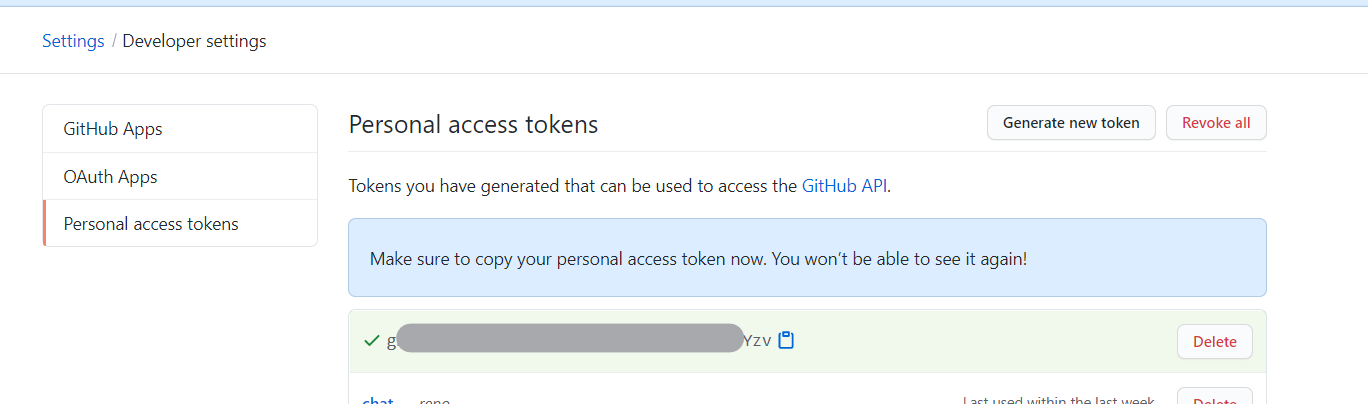 Settings / Developer settings
GitHub Apps
OAuth Apps
Personal access tokens
Personal access tokens
Generate new token
Revoke all
Tokens you have generated that can be used to access the GitHub API.
Make sure to copy your personal access token now. You won't be able to see it again!
g Yzv
Delete
chat — repo
Last used within the last week
Delete